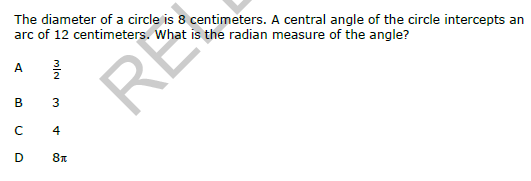 The diameter of a circle is 8 centimeters. A central angle of the circle intercepts an
arc of 12 centimeters. What is the radian measure of the angle?
A 3/2
B 3
C 4
D 8π
REL